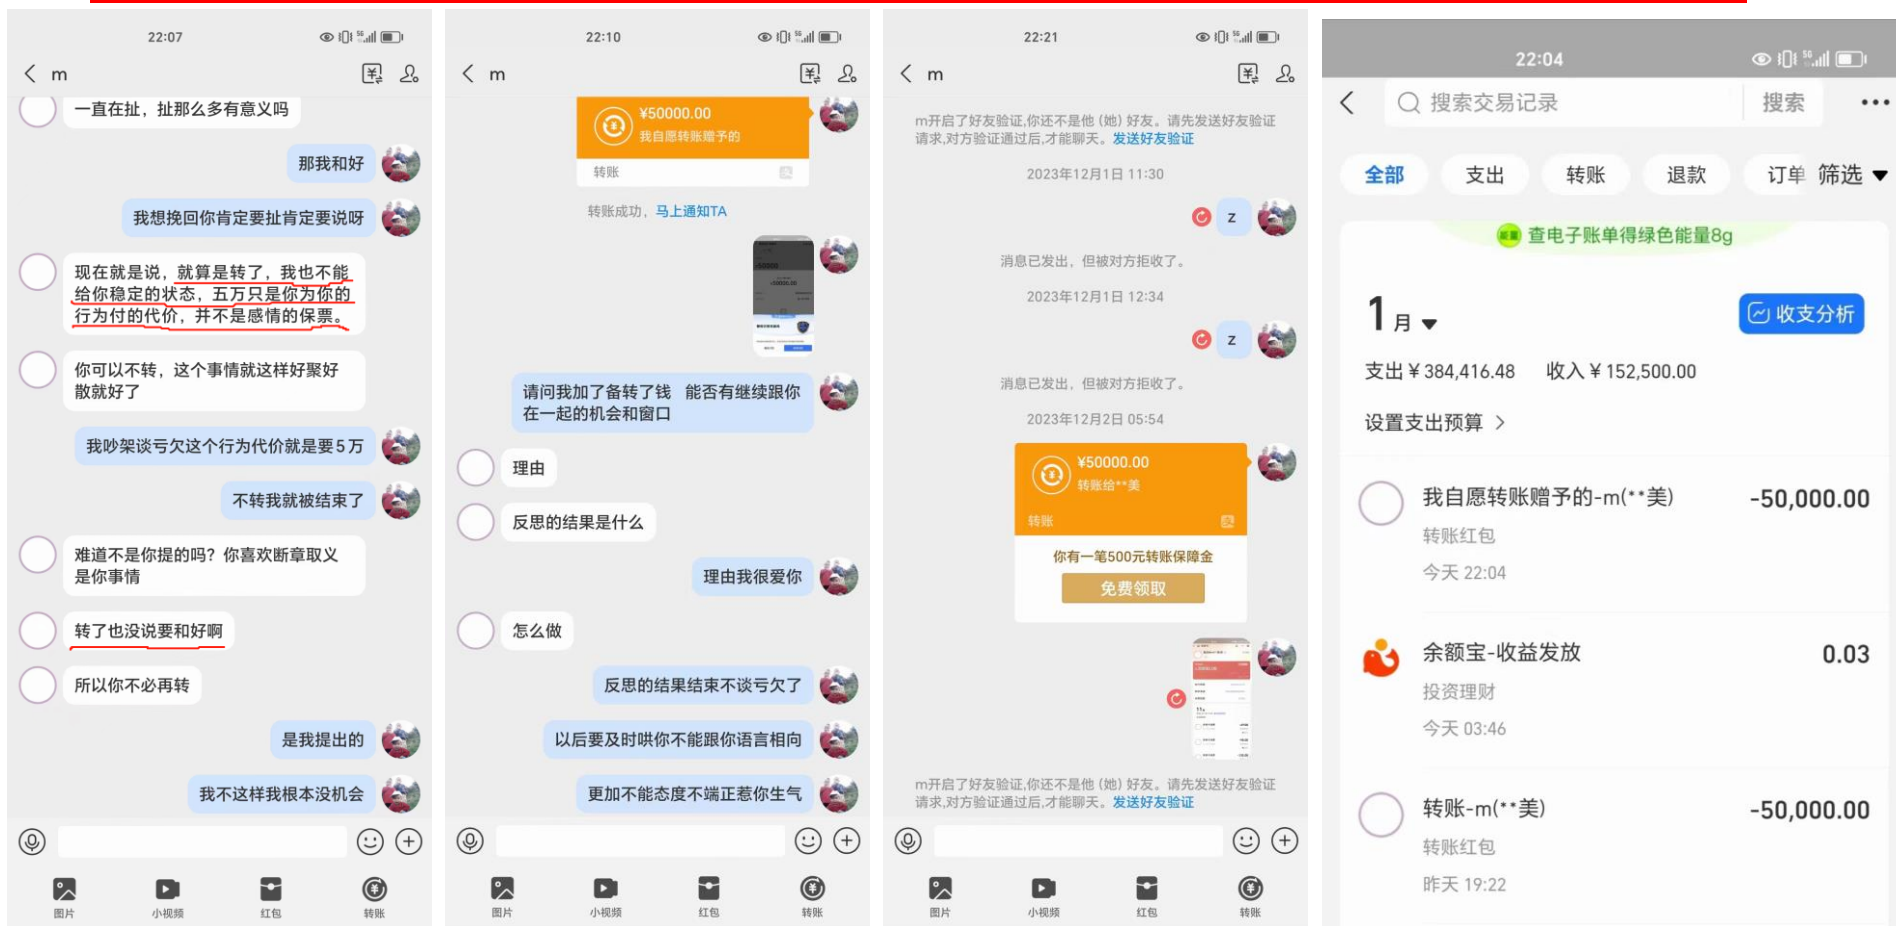 22:07
m
一直在扯，扯那么多有意义吗
那我和好
我想挽回你肯定要扯肯定要说呀
现在就是说，就算是转了，我也不能
给你稳定的状态，五万只是你为你的
行为付的代价，并不是感情的保票。
你可以不转，这个事情就这样好聚好
散就好了
我吵架谈亏欠这个行为代价就是要5万
不转我就被结束了
难道不是你提的吗？你喜欢断章取义
是你事情
转了也没说要和好啊
所以你不必再转
是我提出的
我不这样我根本没机会
图片
小视频
红包
转账
22:10
m
¥50000.00
我自愿转账赠予的
转账
转账成功，马上通知TA
请问我加了备转了钱 能否有继续跟你
在一起的机会和窗口
理由
反思的结果是什么
理由我很爱你
怎么做
反思的结果结束不谈亏欠了
以后要及时哄你不能跟你语言相向
更加不能态度不端正惹你生气
图片
小视频
红包
转账
22:21
m
m开启了好友验证,你还不是他 (她) 好友。请先发送好友验证
请求,对方验证通过后,才能聊天。发送好友验证
2023年12月1日 11:30
z
消息已发出，但被对方拒收了。
2023年12月1日 12:34
z
消息已发出，但被对方拒收了。
2023年12月2日 05:54
¥50000.00
转账给**美
转账
你有一笔500元转账保障金
免费领取
m开启了好友验证,你还不是他 (她) 好友。请先发送好友验证
请求,对方验证通过后,才能聊天。发送好友验证
图片
小视频
红包
转账
22:04
搜索交易记录
搜索
全部
支出
转账
退款
订单
筛选
查电子账单得绿色能量8g
1月
收支分析
支出¥384,416.48 收入¥152,500.00
设置支出预算
我自愿转账赠予的-m(**美)
-50,000.00
转账红包
今天 22:04
余额宝-收益发放
0.03
投资理财
今天 03:46
转账-m(**美)
-50,000.00
转账红包
昨天 19:22